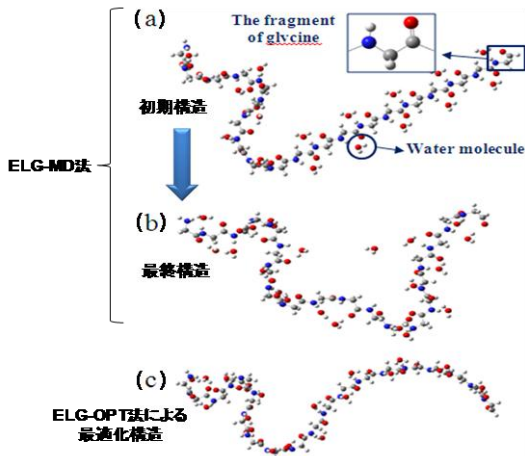 (a)
The fragment
of glycine
初期構造
Water molecule
ELG-MD法
(b)
最終構造
(c)
ELG-OPT法による
最適化構造